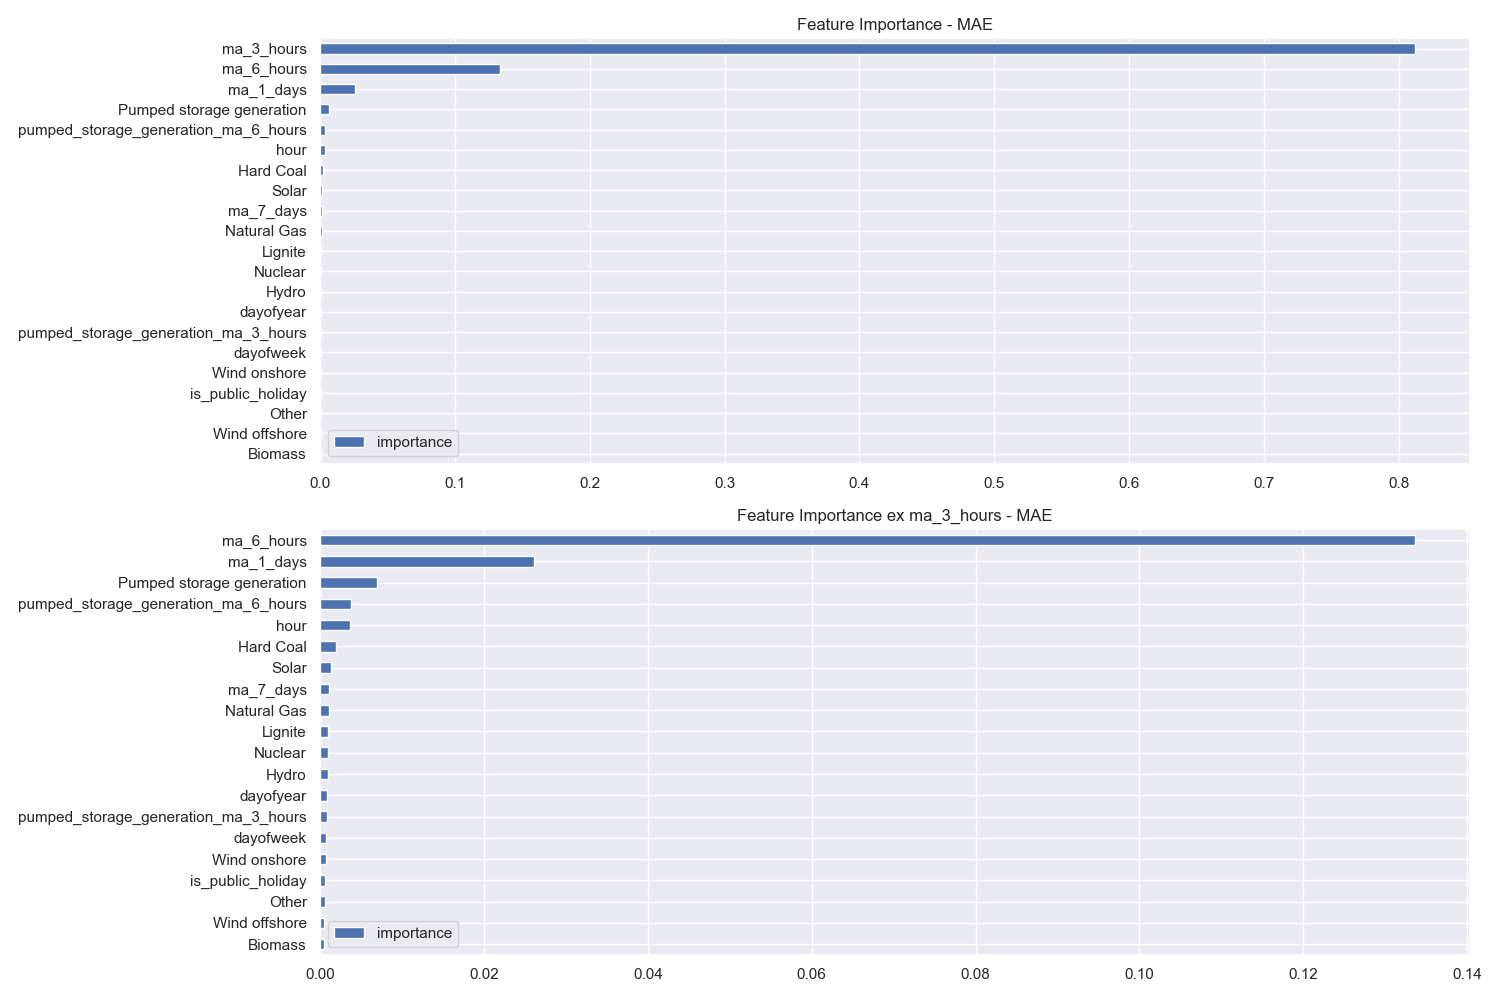 Feature Importance - MAE
ma_3_hours
ma_6_hours
ma_1_days
Pumped storage generation
pumped_storage_generation_ma_6_hours
hour
Hard Coal
Solar
ma_7_days
Natural Gas
Lignite
Nuclear
Hydro
dayofyear
pumped_storage_generation_ma_3_hours
dayofweek
Wind onshore
is_public_holiday
Other
Wind offshore
Biomass
importance
0.0 0.1 0.2 0.3 0.4 0.5 0.6 0.7 0.8
Feature Importance ex ma_3_hours - MAE
ma_6_hours
ma_1_days
Pumped storage generation
pumped_storage_generation_ma_6_hours
hour
Hard Coal
Solar
ma_7_days
Natural Gas
Lignite
Nuclear
Hydro
dayofyear
pumped_storage_generation_ma_3_hours
dayofweek
Wind onshore
is_public_holiday
Other
Wind offshore
Biomass
importance
0.00 0.02 0.04 0.06 0.08 0.10 0.12 0.14